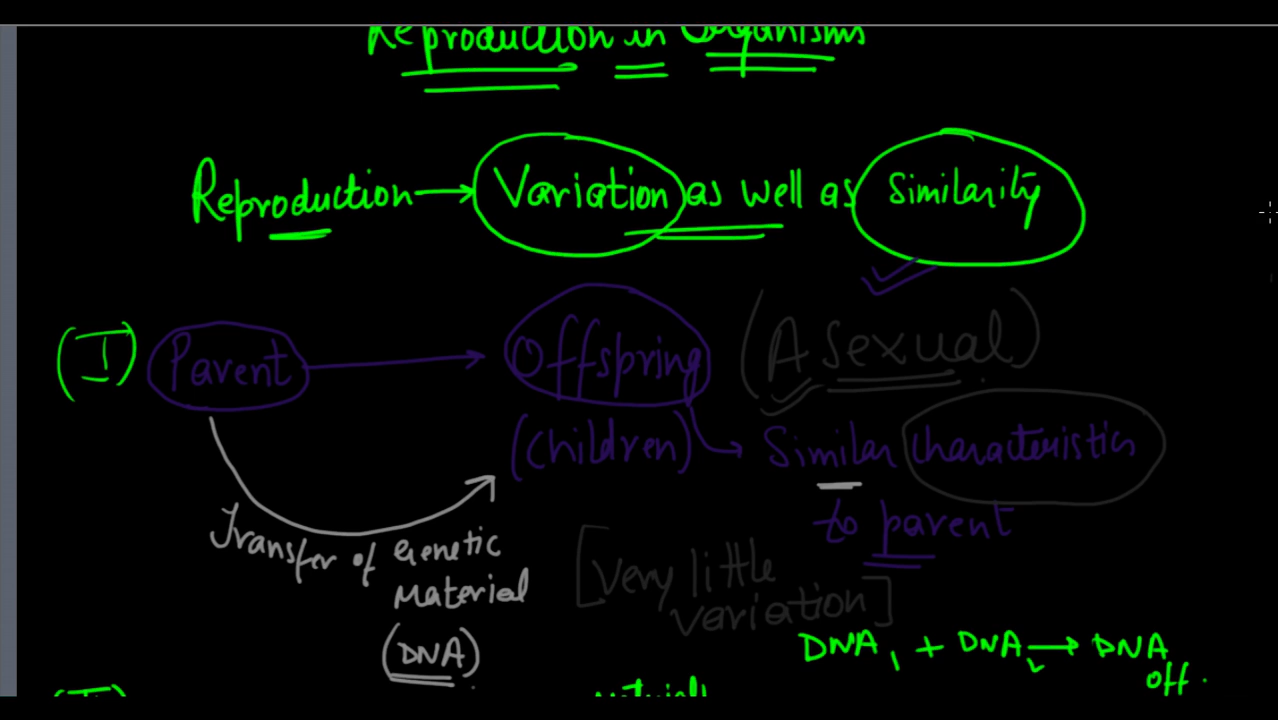 Reproduction in Organisms
Reproduction → Variation as well as Similarity
(I) Parent → Offspring (Asexual)
(children) → Similar characteristics
to parent
Transfer of Genetic
Material
(DNA)
[Very little
variation]
DNA₁ + DNA₂ → DNA off.